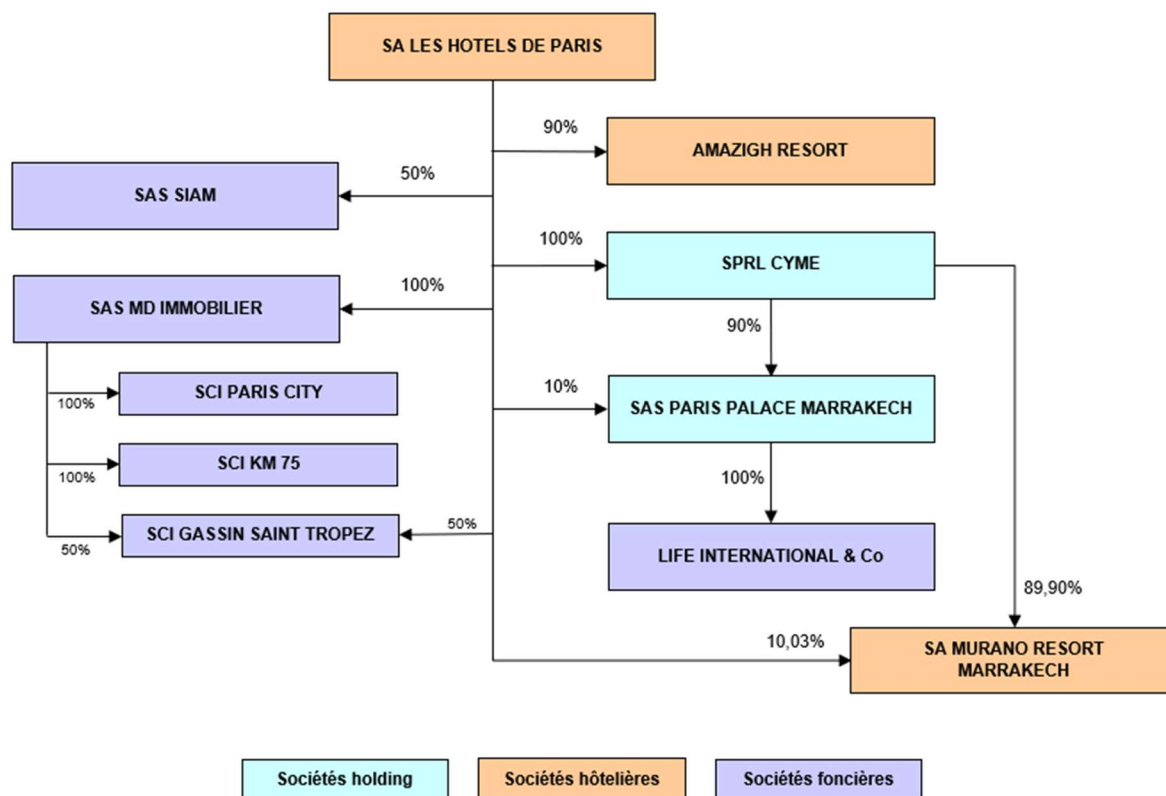 SA LES HOTELS DE PARIS
90%
AMAZIGH RESORT
50%
SAS SIAM
100%
SPRL CYME
100%
SAS MD IMMOBILIER
90%
10%
SAS PARIS PALACE MARRAKECH
100%
SCI PARIS CITY
100%
SCI KM 75
100%
50%
SCI GASSIN SAINT TROPEZ
50%
LIFE INTERNATIONAL & Co
89,90%
10,03%
SA MURANO RESORT
MARRAKECH
Sociétés holding
Sociétés hôtelières
Sociétés foncières